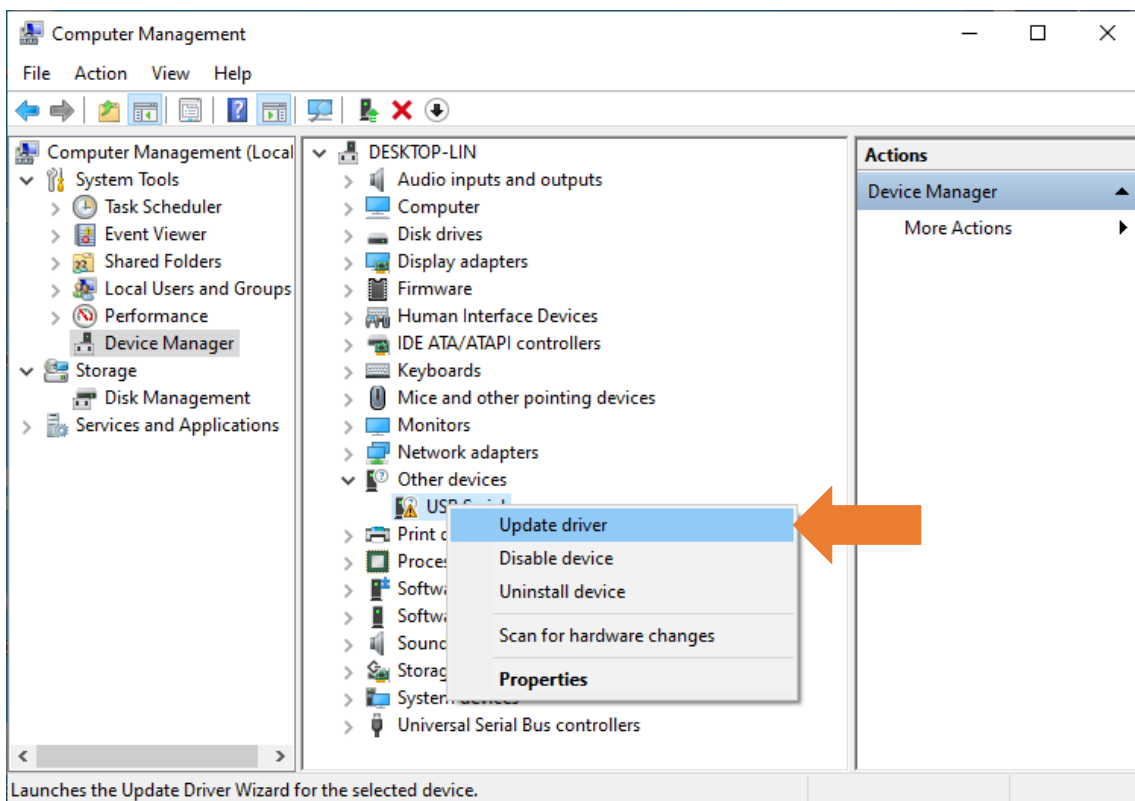 Computer Management
File Action View Help
Computer Management (Local
System Tools
Task Scheduler
Event Viewer
Shared Folders
Local Users and Groups
Performance
Device Manager
Storage
Disk Management
Services and Applications
DESKTOP-LIN
Audio inputs and outputs
Computer
Disk drives
Display adapters
Firmware
Human Interface Devices
IDE ATA/ATAPI controllers
Keyboards
Mice and other pointing devices
Monitors
Network adapters
Other devices
Print
Universal Serial Bus controllers
Update driver
Disable device
Uninstall device
Scan for hardware changes
Properties
Actions
Device Manager
More Actions
Launches the Update Driver Wizard for the selected device.